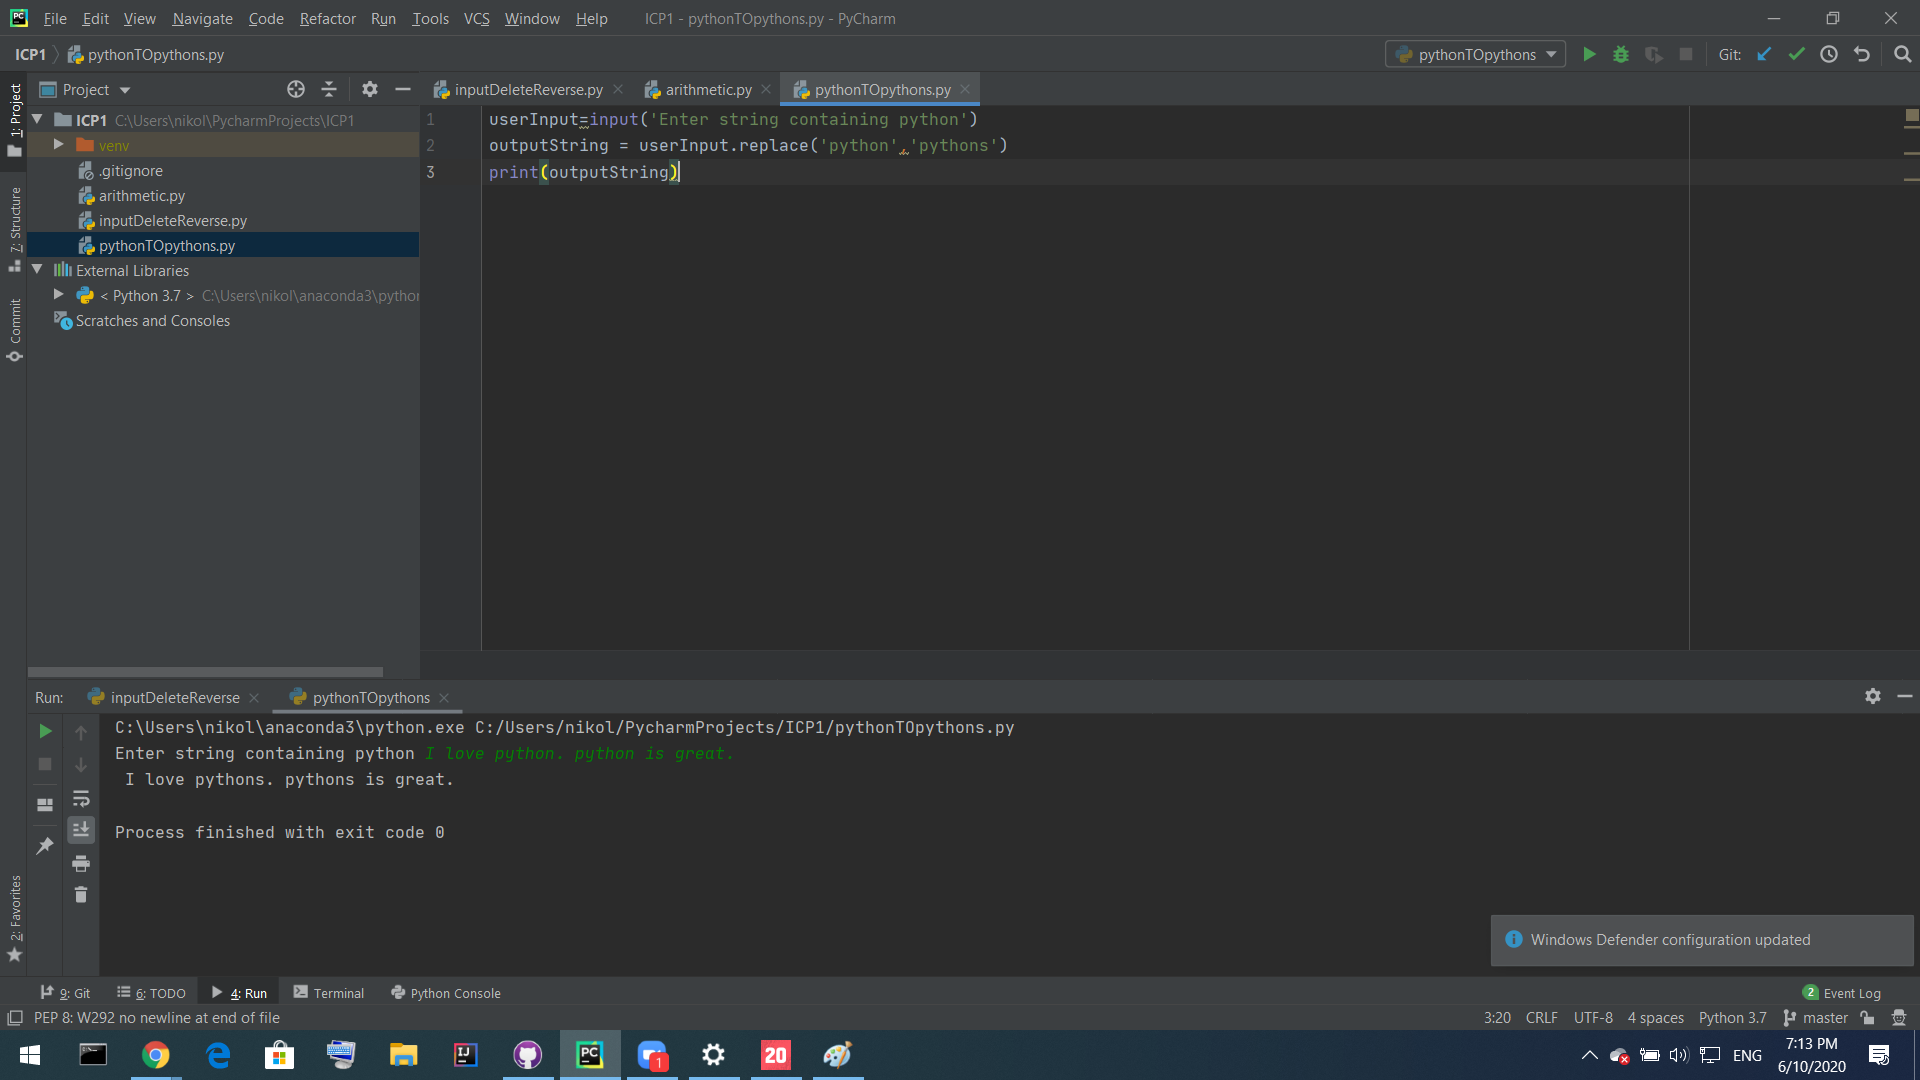 File Edit View Navigate Code Refactor Run Tools VCS Window Help ICP1 - pythonTOpythons.py - PyCharm
ICP1 pythonTOpythons.py pythonTOpythons Git:
1: Project
Project
inputDeleteReverse.py arithmetic.py pythonTOpythons.py
ICP1 C:\Users\nikol\PycharmProjects\ICP1
venv
.gitignore
arithmetic.py
inputDeleteReverse.py
pythonTOpythons.py
External Libraries
< Python 3.7 > C:\Users\nikol\anaconda3\python
Scratches and Consoles
7: Structure
Commit
2: Favorites
1 userInput=input('Enter string containing python')
2 outputString = userInput.replace('python','pythons')
3 print(outputString)
Run: inputDeleteReverse pythonTOpythons
C:\Users\nikol\anaconda3\python.exe C:/Users/nikol/PycharmProjects/ICP1/pythonTOpythons.py
Enter string containing python I love python. python is great.
I love pythons. pythons is great.
Process finished with exit code 0
Windows Defender configuration updated
9: Git 6: TODO 4: Run Terminal Python Console 2 Event Log
PEP 8: W292 no newline at end of file 3:20 CRLF UTF-8 4 spaces Python 3.7 master
PC IJ PC 1 20 ENG 7:13 PM
6/10/2020